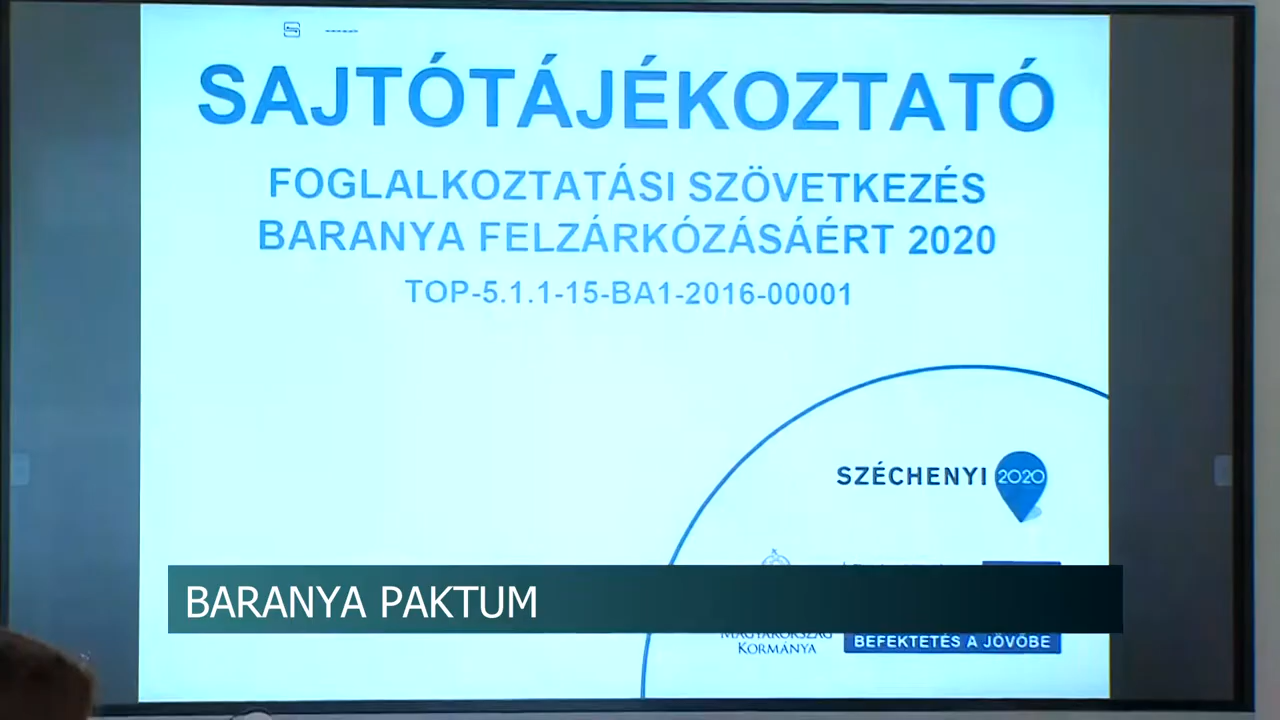 SAJTÓTÁJÉKOZTATÓ
FOGLALKOZTATÁSI SZÖVETKEZÉS
BARANYA FELZÁRKÓZÁSÁÉRT 2020
TOP-5.1.1-15-BA1-2016-00001
SZÉCHENYI 2020
BARANYA PAKTUM
MAGYARORSZÁG
KORMÁNYA
BEFEKTETÉS A JÖVŐBE